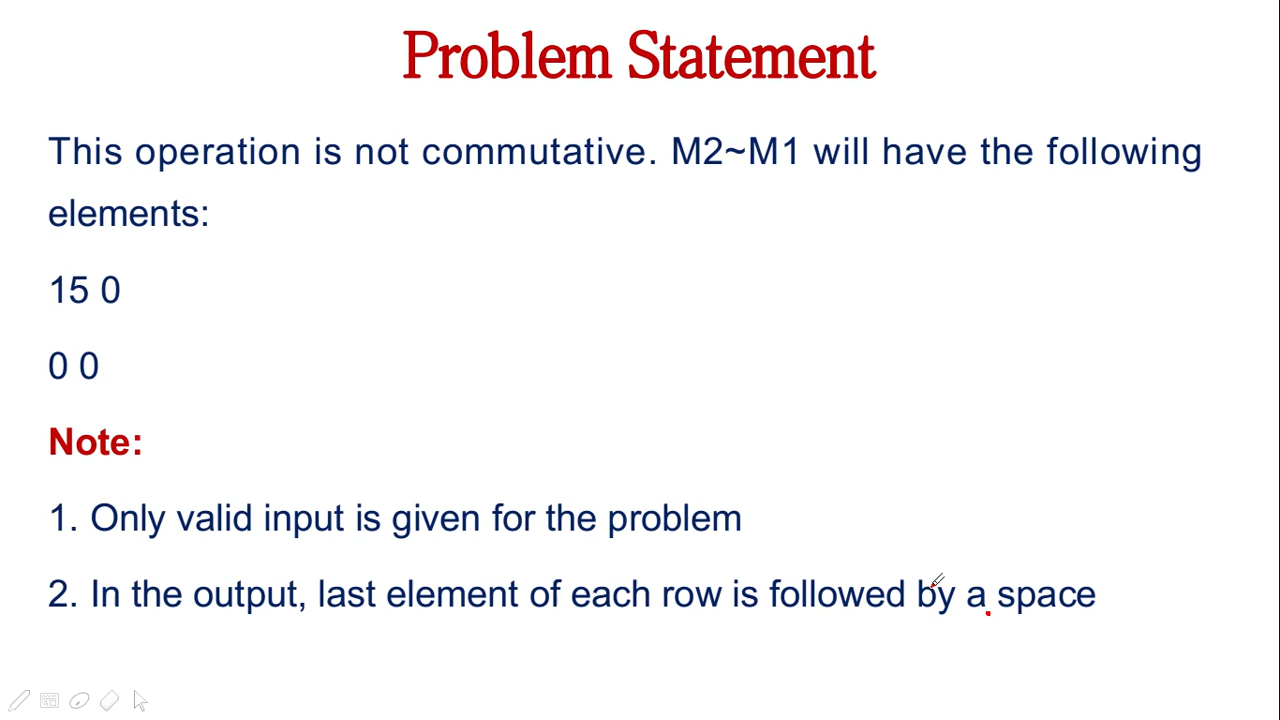 Problem Statement
This operation is not commutative. M2~M1 will have the following
elements:
15 0
0 0
Note:
1. Only valid input is given for the problem
2. In the output, last element of each row is followed by a space